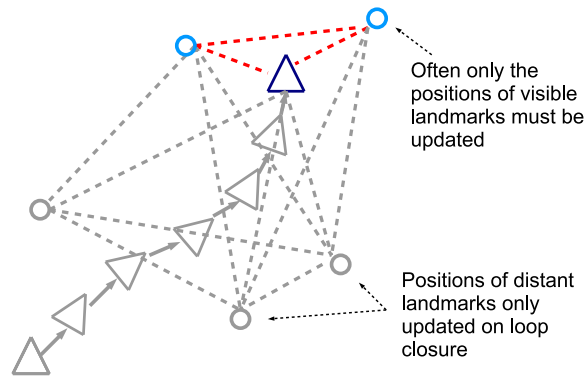 Often only the
positions of visible
landmarks must be
updated
Positions of distant
landmarks only
updated on loop
closure